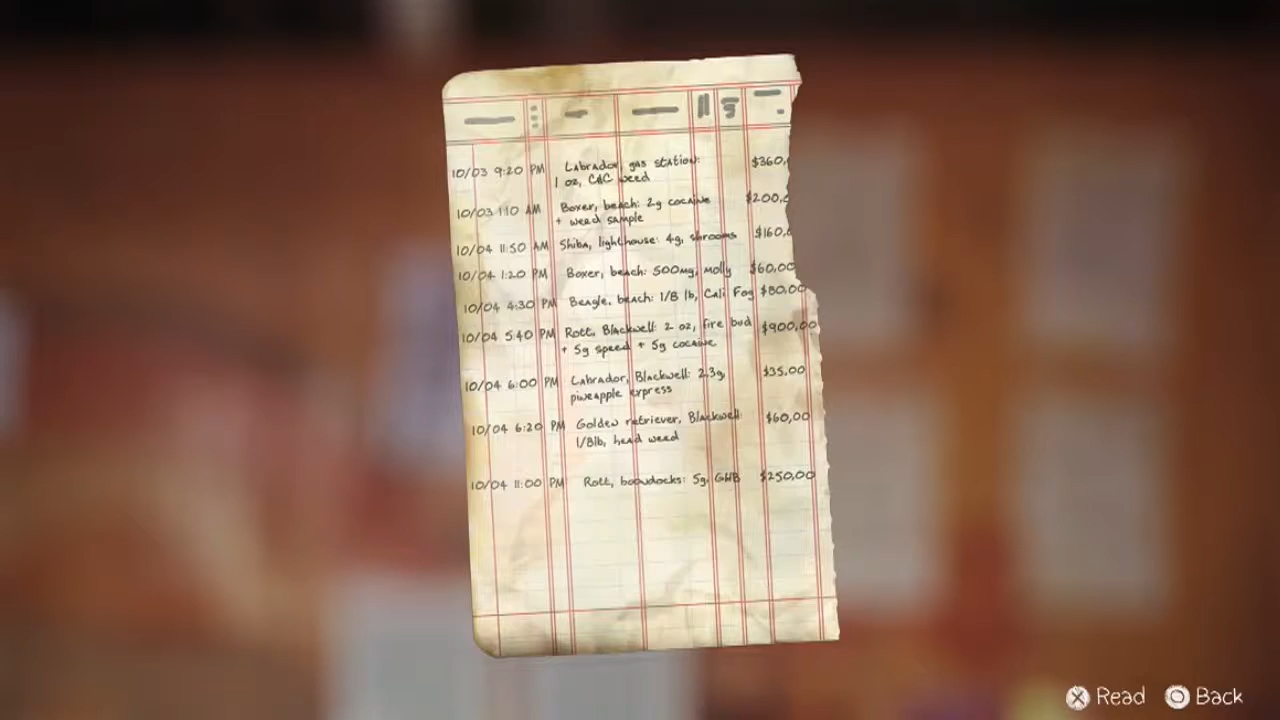 10/03 9:20 PM Labrador, gas station: $360,
1 oz, CHC weed
10/03 1:10 AM Boxer, beach: 2g cocaine $200,0
+ weed sample
10/04 11:50 AM Shiba, lighthouse: 4g, shrooms $160,0
10/04 1:20 PM Boxer, beach: 500mg, molly $60,00
10/04 4:30 PM Beagle, beach: 1/8 lb, Cali Fog $80,00
10/04 5:40 PM Rott, Blackwell: 2 oz, fire bud $900,00
+ 5g speed + 5g cocaine
10/04 6:00 PM Labrador, Blackwell: 2.3g, $35.00
pineapple express
10/04 6:20 PM Golden retriever, Blackwell: $60,00
1/8lb, head weed
10/04 11:00 PM Rott, boowdocks: 5g, GHB $250,00
Read Back